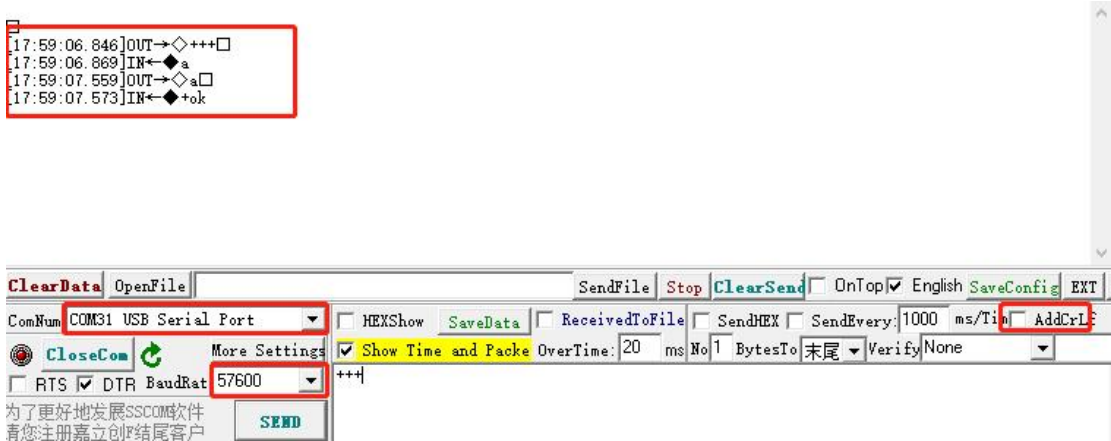 [17:59:06.846]OUT→◇+++□
[17:59:06.869]IN←◆a
[17:59:07.559]OUT→◇a□
[17:59:07.573]IN←◆+ok
ClearData OpenFile SendFile Stop ClearSend OnTop English SaveConfig EXT
ComNum COM31 USB Serial Port HEXShow SaveData ReceivedToFile SendHEX SendEvery: 1000 ms/Tim AddCrLf
CloseCom More Settings Show Time and Packe OverTime: 20 ms No 1 BytesTo 末尾 Verify None
RTS DTR BaudRat 57600 +++
为了更好地发展SSCOM软件
请您注册嘉立创F结尾客户 SEND